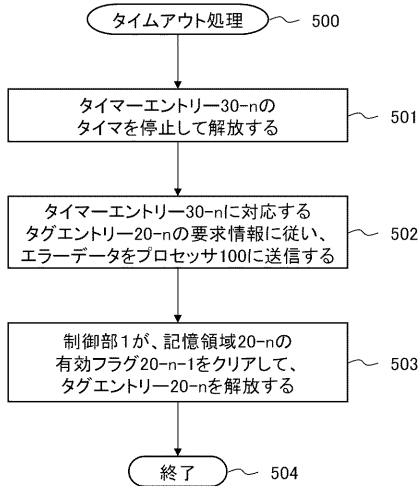 タイムアウト処理
500
タイマーエントリー30-nの
タイマを停止して解放する
501
タイマーエントリー30-nに対応する
タグエントリー20-nの要求情報に従い、
エラーデータをプロセッサ100に送信する
502
制御部1が、記憶領域20-nの
有効フラグ20-n-1をクリアして、
タグエントリー20-nを解放する
503
終了
504